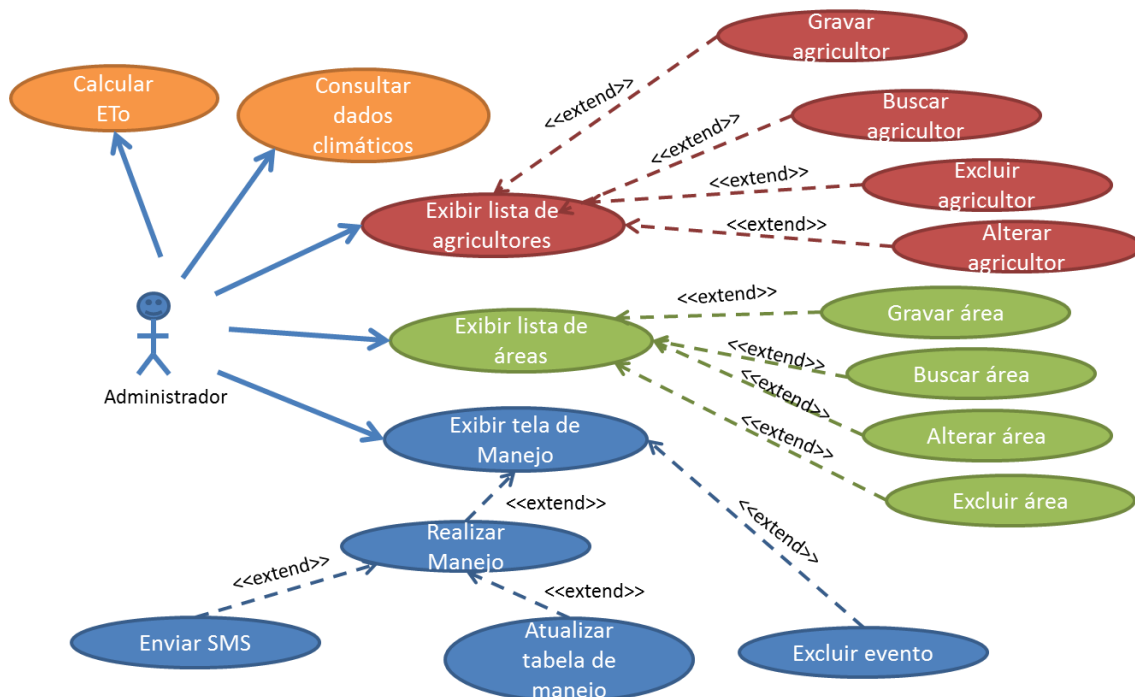 Gravar
agricultor
<<extend>>
Calcular
ETo
Consultar
dados
climáticos
Buscar
agricultor
<<extend>>
Excluir
agricultor
<<extend>>
Exibir lista de
agricultores
Alterar
agricultor
<<extend>>
Administrador
Exibir lista de
áreas
<<extend>>
Gravar área
<<extend>>
Buscar área
<<extend>>
Alterar área
<<extend>>
Excluir área
Exibir tela de
Manejo
<<extend>>
<<extend>>
Realizar
Manejo
<<extend>>
<<extend>>
Enviar SMS
Atualizar
tabela de
manejo
Excluir evento